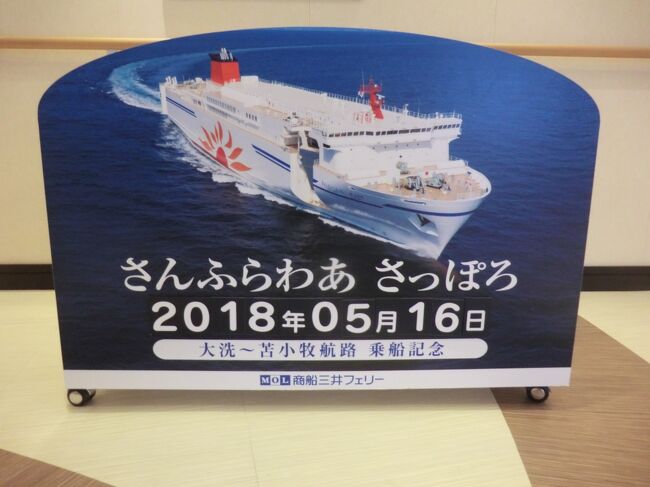 さんふらわあ さっぽろ
2018年05月16日
大洗～苫小牧航路 乗船記念
MOL 商船三井フェリー